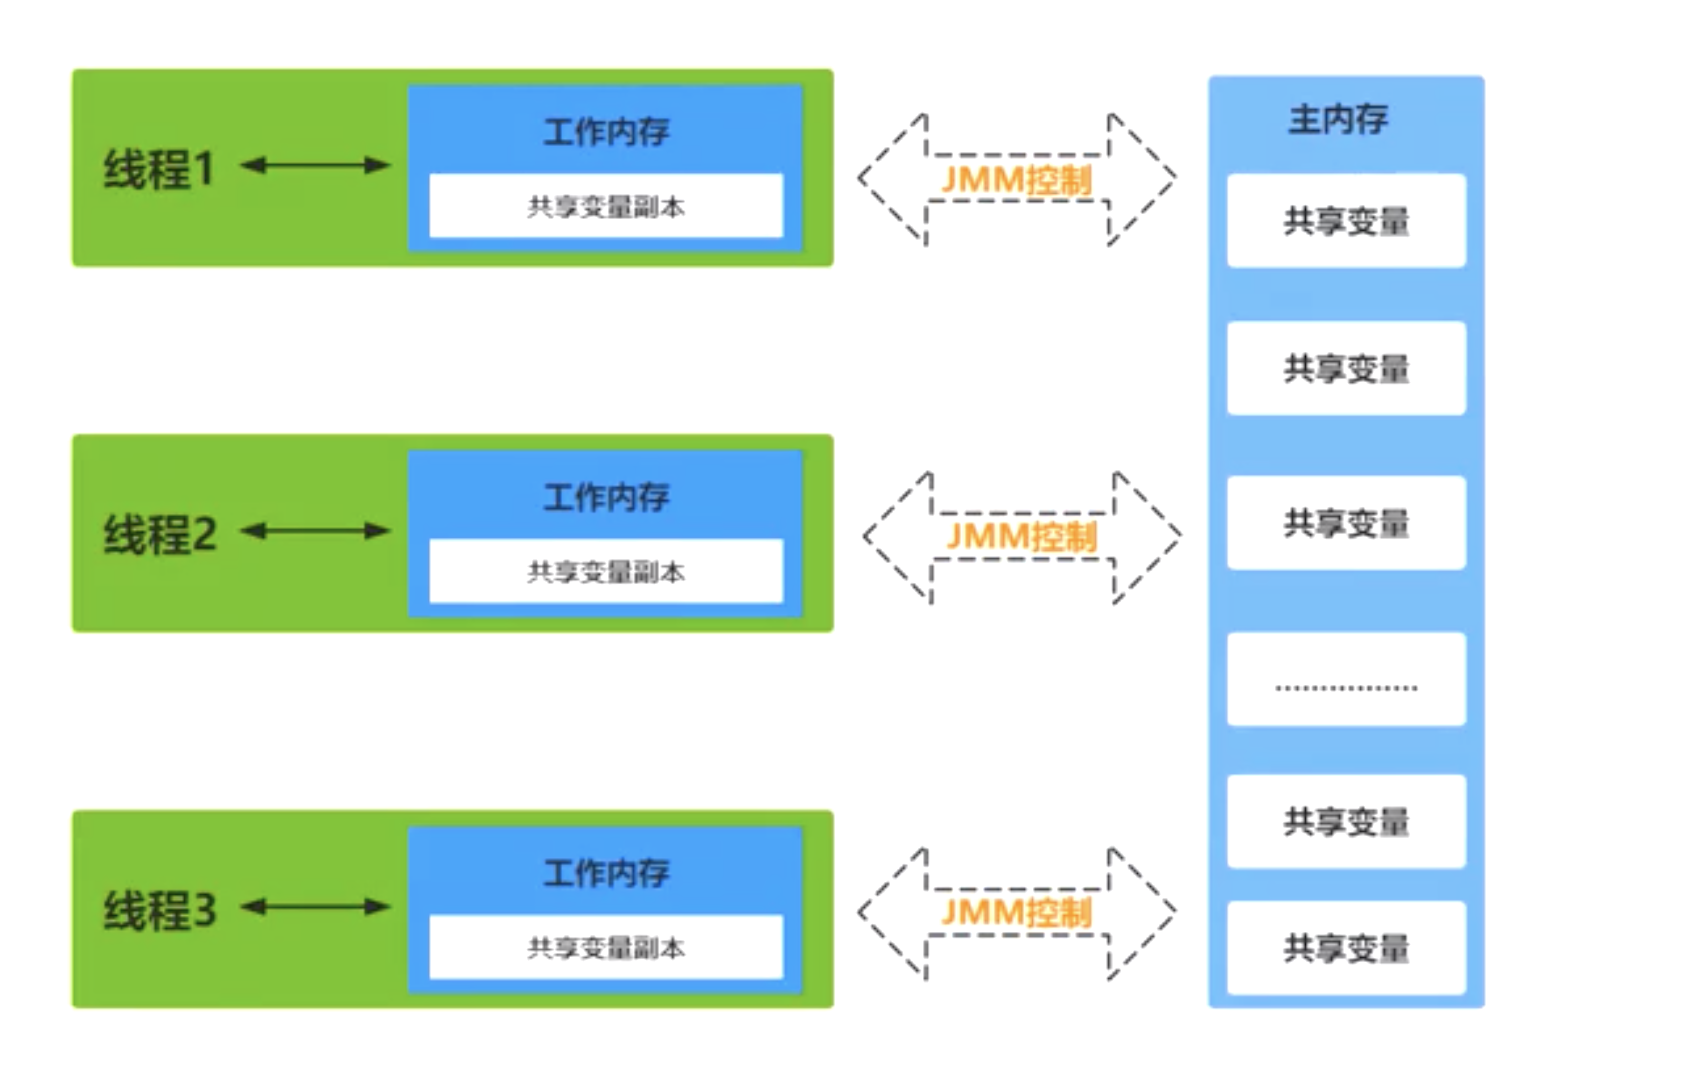 线程1
工作内存
共享变量副本
JMM控制
线程2
工作内存
共享变量副本
JMM控制
线程3
工作内存
共享变量副本
JMM控制
主内存
共享变量
共享变量
共享变量
................
共享变量
共享变量